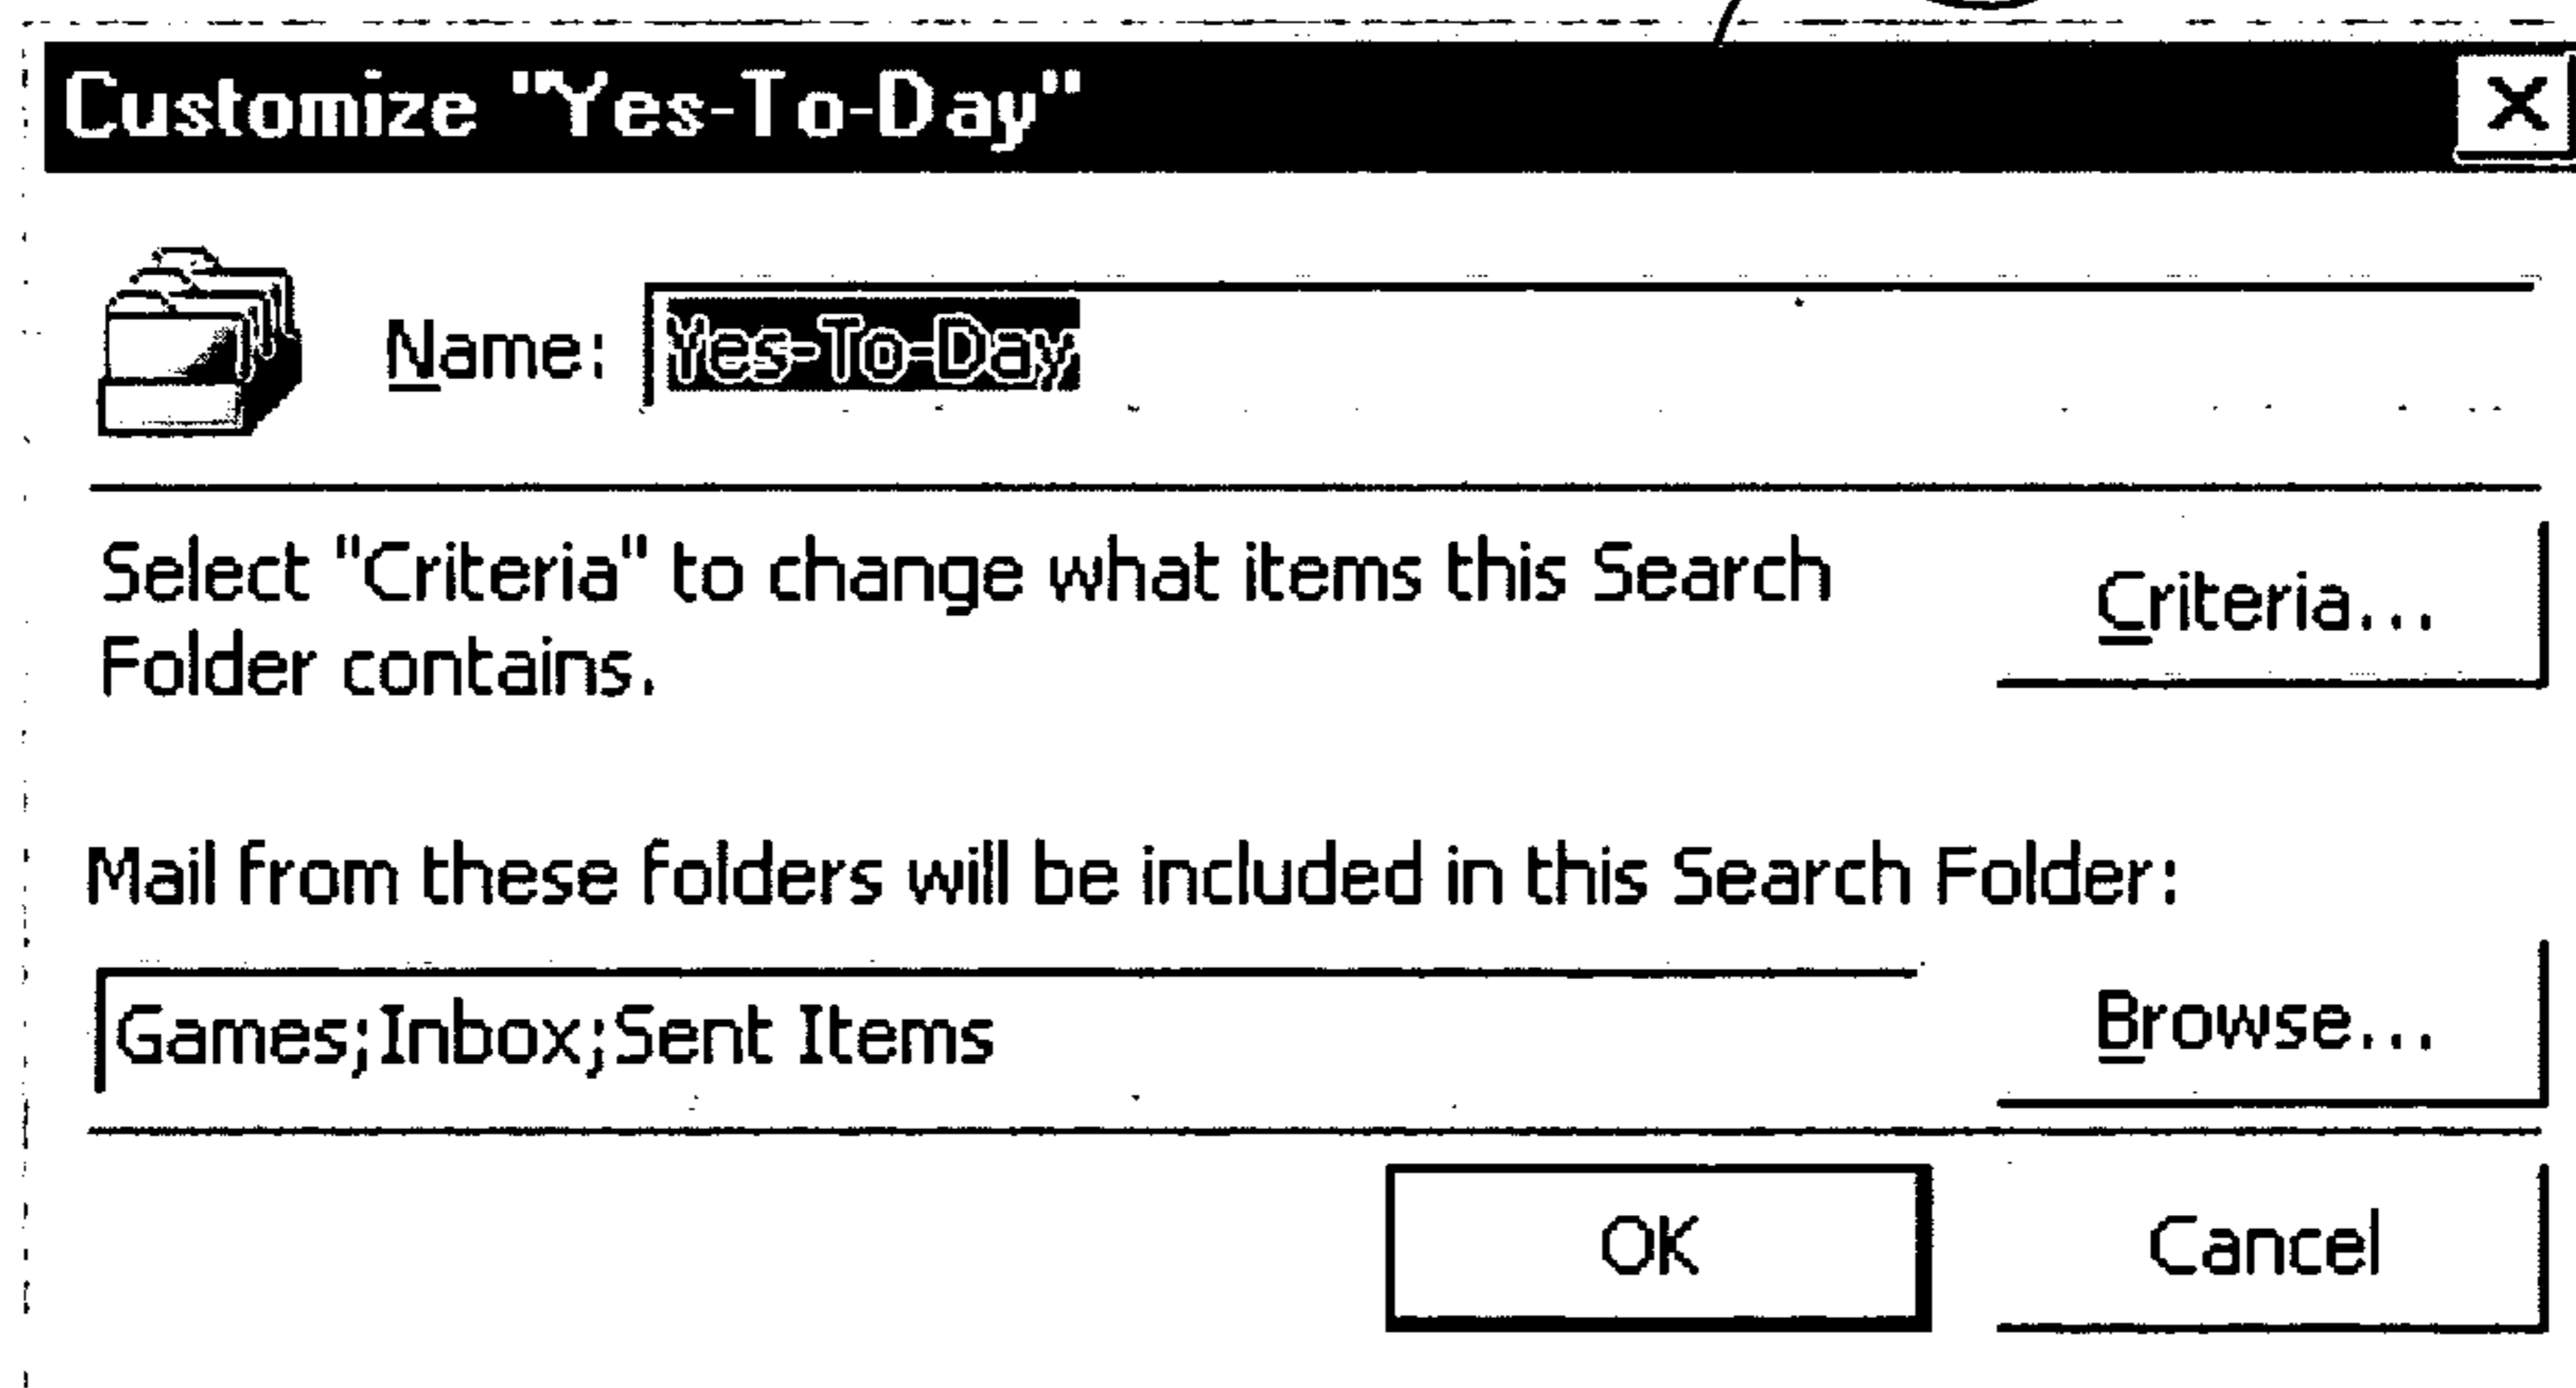 Customize "Yes-To-Day"
Name: Yes-To-Day
Select "Criteria" to change what items this Search
Folder contains.
Criteria...
Mail from these folders will be included in this Search Folder:
Games;Inbox;Sent Items
Browse...
OK
Cancel